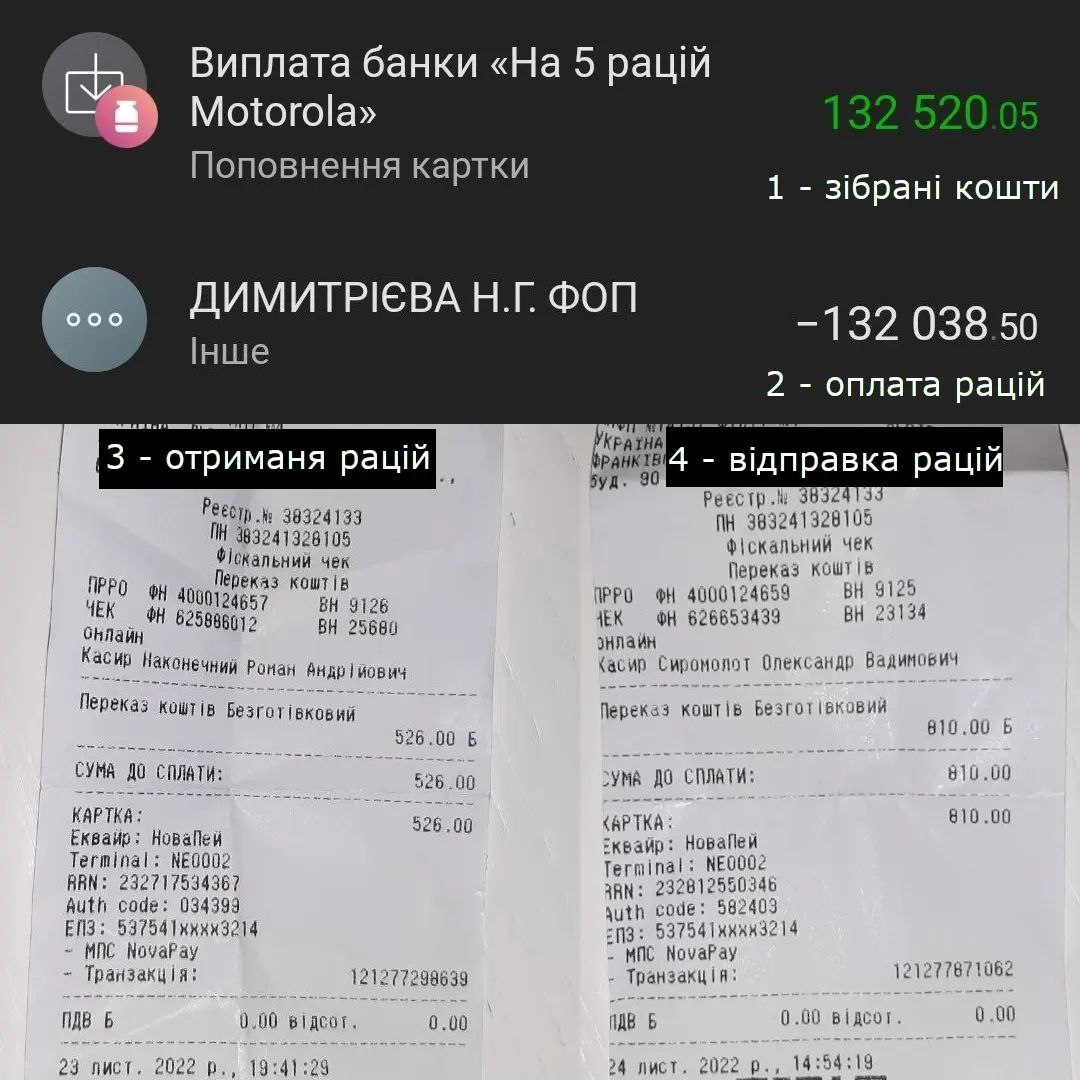 Виплата банки «На 5 рацій
Motorola»
132 520.05
Поповнення картки
1 - зібрані кошти
ДИМИТРІЄВА Н.Г. ФОП
−132 038.50
Інше
2 - оплата рацій
3 - отриманя рацій
Реєстр.№ 38324133
ПН 383241328105
Фіскальний чек
Переказ коштів
ПРРО ФН 4000124657 ВН 9126
ЧЕК ФН 625886012 ВН 25680
онлайн
Касир Наконечний Роман Андрійович
Переказ коштів Безготівковий
526.00 Б
СУМА ДО СПЛАТИ: 526.00
КАРТКА: 526.00
Еквайр: НоваПей
Terminal: NE0002
RRN: 232717534367
Auth code: 034399
ЕПЗ: 537541xxxx3214
- МПС NovaPay
- Транзакція: 121277298639
ПДВ Б 0.00 відсот. 0.00
23 лист. 2022 р., 19:41:29
4 - відправка рацій
УКРАЇНА
ФРАНКІВ
буд. 90
Реєстр.№ 38324133
ПН 383241328105
Фіскальний чек
Переказ коштів
ПРРО ФН 4000124659 ВН 9125
ЧЕК ФН 626653439 ВН 23134
онлайн
Касир Сиромолот Олександр Вадимович
Переказ коштів Безготівковий
810.00 Б
СУМА ДО СПЛАТИ: 810.00
КАРТКА: 810.00
Еквайр: НоваПей
Terminal: NE0002
RRN: 232812550346
Auth code: 582403
ЕПЗ: 537541xxxx3214
- МПС NovaPay
- Транзакція: 121277871062
ПДВ Б 0.00 відсот. 0.00
24 лист. 2022 р., 14:54:19